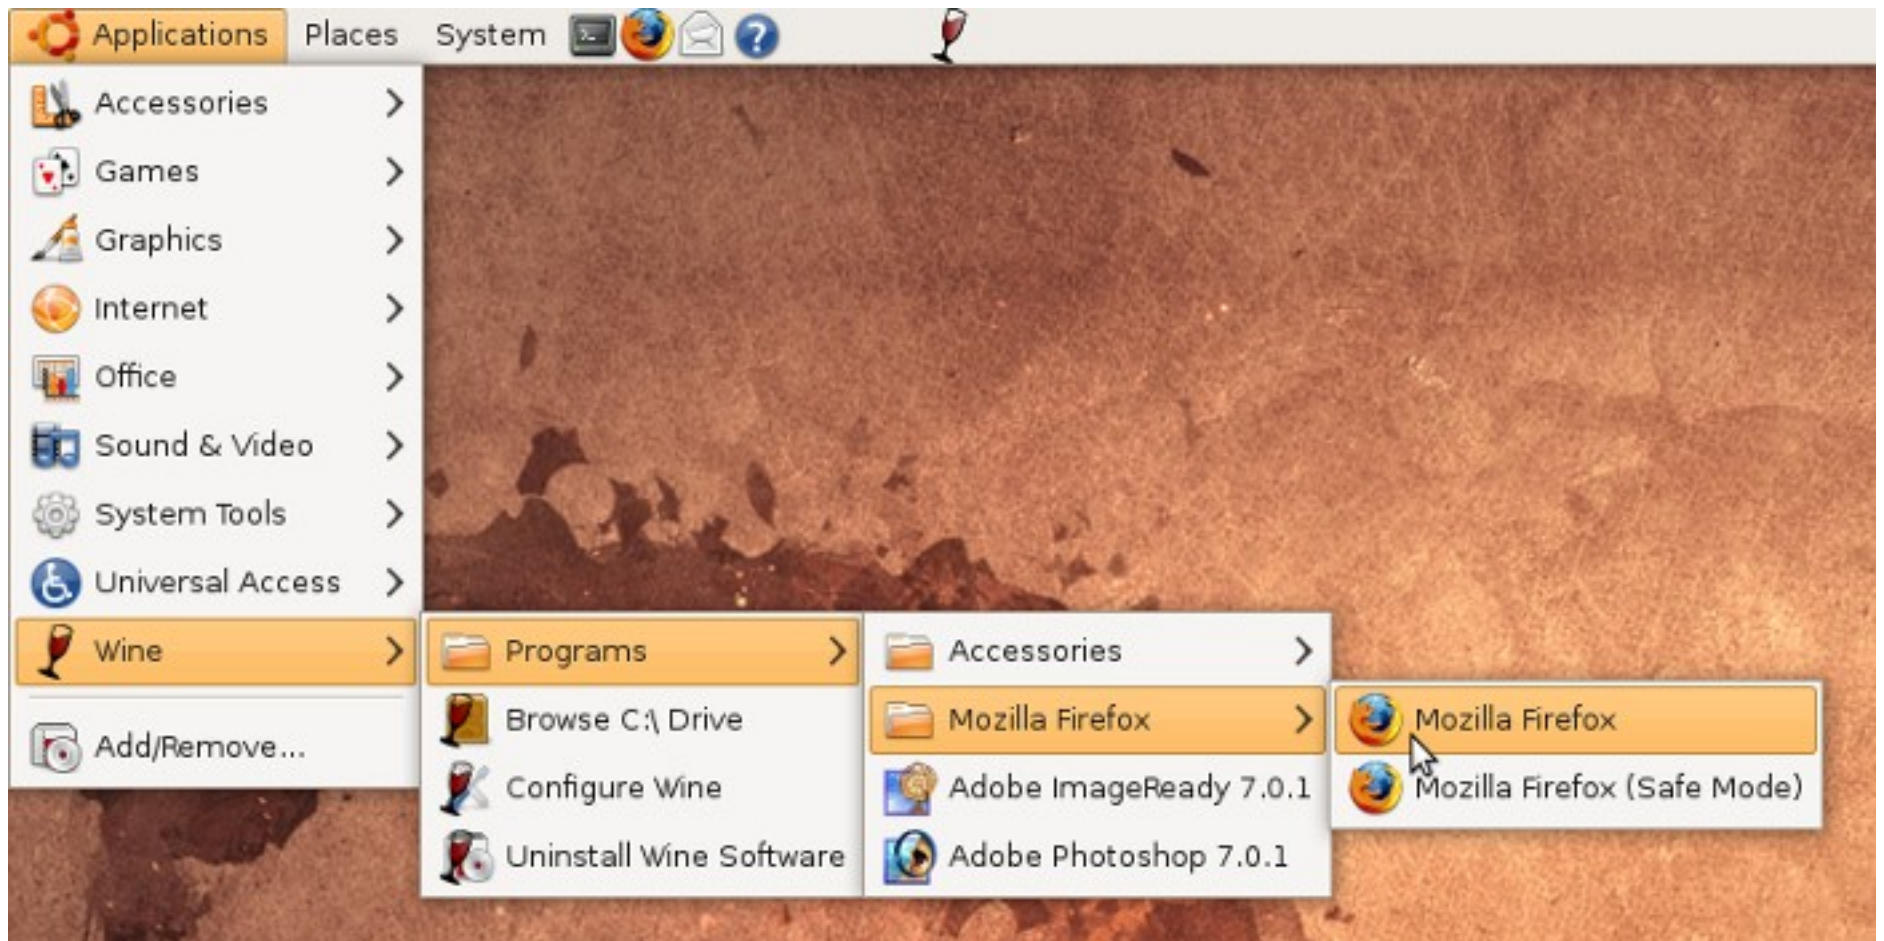 Applications Places System
Accessories
Games
Graphics
Internet
Office
Sound & Video
System Tools
Universal Access
Wine
Add/Remove...
Programs
Browse C:\ Drive
Configure Wine
Uninstall Wine Software
Accessories
Mozilla Firefox
Adobe ImageReady 7.0.1
Adobe Photoshop 7.0.1
Mozilla Firefox
Mozilla Firefox (Safe Mode)